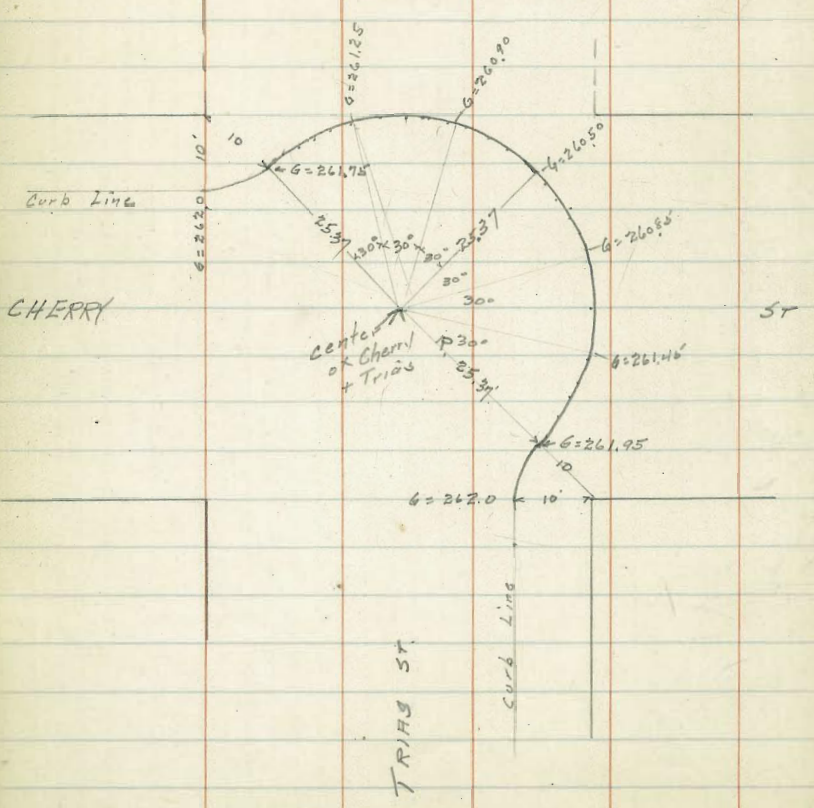 G=261.25
G=260.90
10'
10
G=261.75
G=260.50
Curb Line
G=262.0
25.37
25.37
30°
30°
30°
30°
30°
30°
G=260.85
CHERRY
ST
center
of Cherry
+ Trias
25.37
G=261.45
G=261.95
10
G=262.0
10'
Curb Line
TRIAS ST.